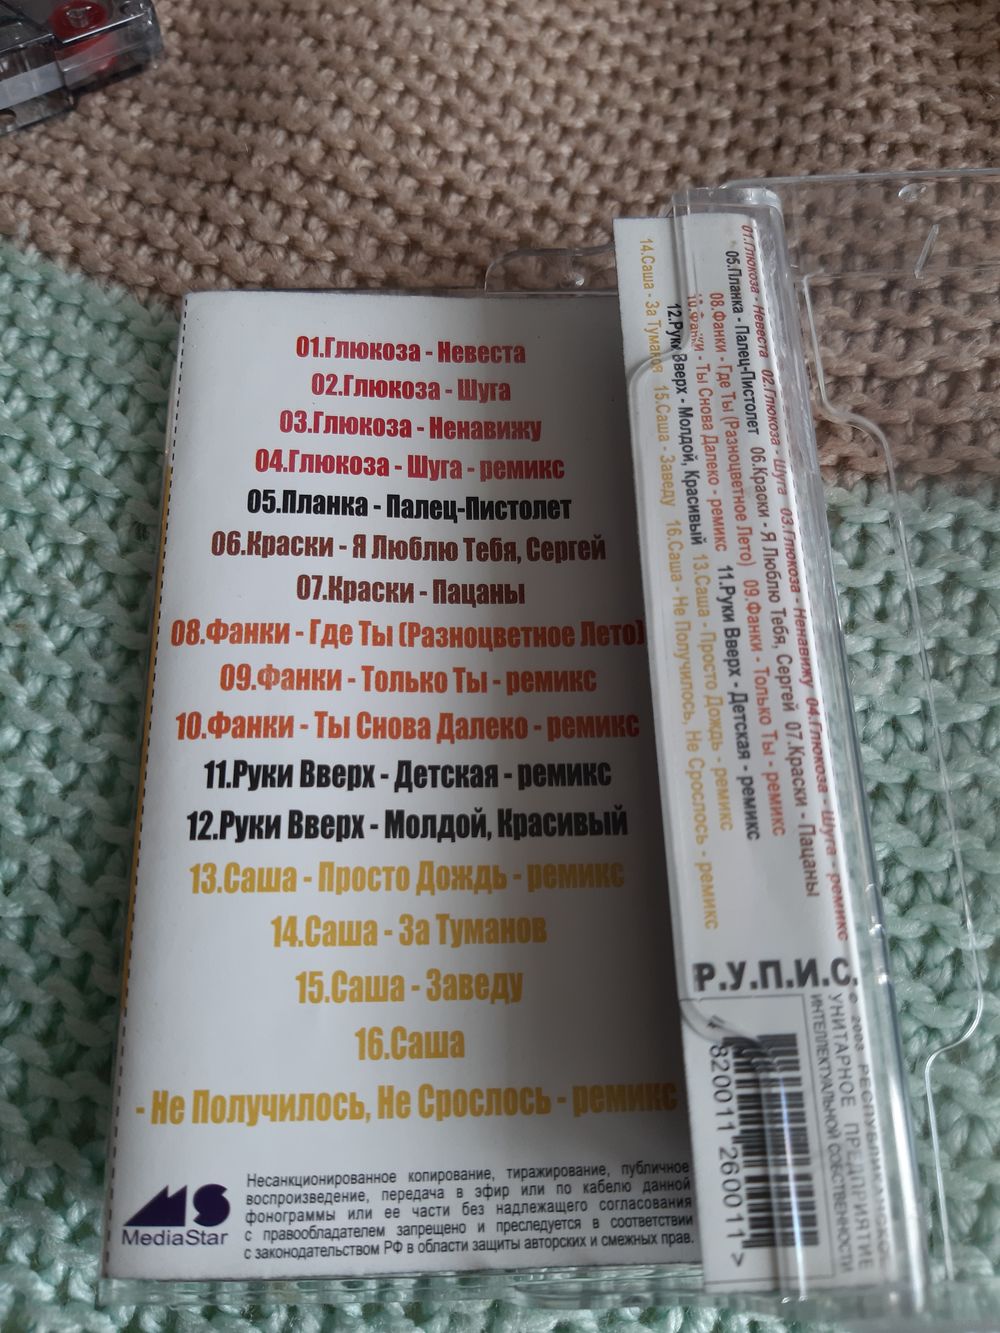 01.Глюкоза - Невеста
02.Глюкоза - Шуга
03.Глюкоза - Ненавижу
04.Глюкоза - Шуга - ремикс
05.Планка - Палец-Пистолет
06.Краски - Я Люблю Тебя, Сергей
07.Краски - Пацаны
08.Фанки - Где Ты (Разноцветное Лето)
09.Фанки - Только Ты - ремикс
10.Фанки - Ты Снова Далеко - ремикс
11.Руки Вверх - Детская - ремикс
12.Руки Вверх - Молдой, Красивый
13.Саша - Просто Дождь - ремикс
14.Саша - За Туманов
15.Саша - Заведу
16.Саша
- Не Получилось, Не Срослось - ремикс
MS
MediaStar
Несанкционированное копирование, тиражирование, публичное
воспроизведение, передача в эфир или по кабелю данной
фонограммы или ее части без надлежащего согласования
с правообладателем запрещено и преследуется в соответствии
с законодательством РФ в области защиты авторских и смежных прав.
01.Глюкоза - Невеста 02.Глюкоза - Шуга 03.Глюкоза - Ненавижу 04.Глюкоза - Шуга - ремикс
05.Планка - Палец-Пистолет 06.Краски - Я Люблю Тебя, Сергей 07.Краски - Пацаны
08.Фанки - Где Ты (Разноцветное Лето) 09.Фанки - Только Ты - ремикс
10.Фанки - Ты Снова Далеко - ремикс 11.Руки Вверх - Детская - ремикс
12.Руки Вверх - Молдой, Красивый 13.Саша - Просто Дождь - ремикс
14.Саша - За Туманов 15.Саша - Заведу 16.Саша - Не Получилось, Не Срослось - ремикс
Р.У.П.И.С.
© 2003 РЕСПУБЛИКАНСКОЕ
УНИТАРНОЕ ПРЕДПРИЯТИЕ
ИНТЕЛЛЕКТУАЛЬНОЙ СОБСТВЕННОСТИ
4 820011 260011 >